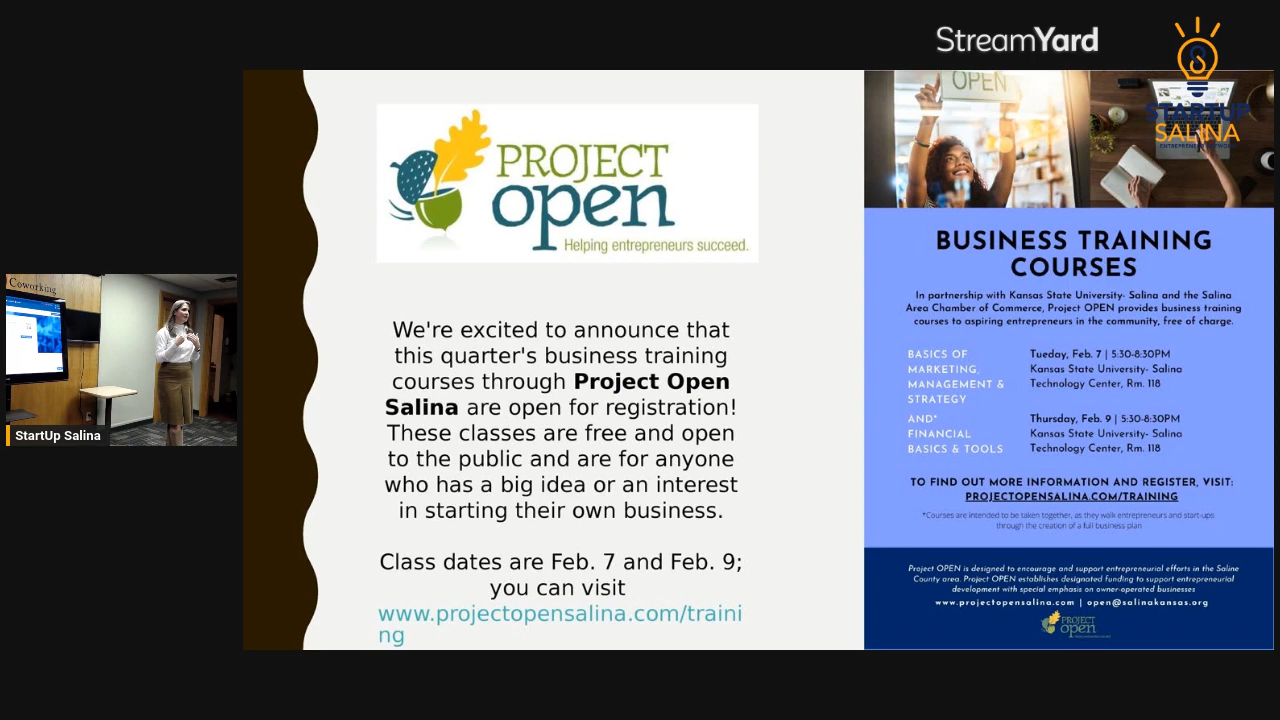 StreamYard
STARTUP
SALINA
ENTREPRENEUR NETWORK
OPEN
PROJECT
open
Helping entrepreneurs succeed.
We're excited to announce that
this quarter's business training
courses through Project Open
Salina are open for registration!
These classes are free and open
to the public and are for anyone
who has a big idea or an interest
in starting their own business.
Class dates are Feb. 7 and Feb. 9;
you can visit
www.projectopensalina.com/traini
ng
BUSINESS TRAINING
COURSES
In partnership with Kansas State University- Salina and the Salina
Area Chamber of Commerce, Project OPEN provides business training
courses to aspiring entrepreneurs in the community, free of charge.
BASICS OF
MARKETING,
MANAGEMENT &
STRATEGY
Tueday, Feb. 7 | 5:30-8:30PM
Kansas State University- Salina
Technology Center, Rm. 118
AND*
FINANCIAL
BASICS & TOOLS
Thursday, Feb. 9 | 5:30-8:30PM
Kansas State University- Salina
Technology Center, Rm. 118
TO FIND OUT MORE INFORMATION AND REGISTER, VISIT:
PROJECTOPENSALINA.COM/TRAINING
*Courses are intended to be taken together, as they walk entrepreneurs and start-ups
through the creation of a full business plan
Project OPEN is designed to encourage and support entrepreneurial efforts in the Saline
County area. Project OPEN establishes designated funding to support entrepreneurial
development with special emphasis on owner-operated businesses
www.projectopensalina.com | open@salinakansas.org
PROJECT
open
Coworking
StartUp Salina